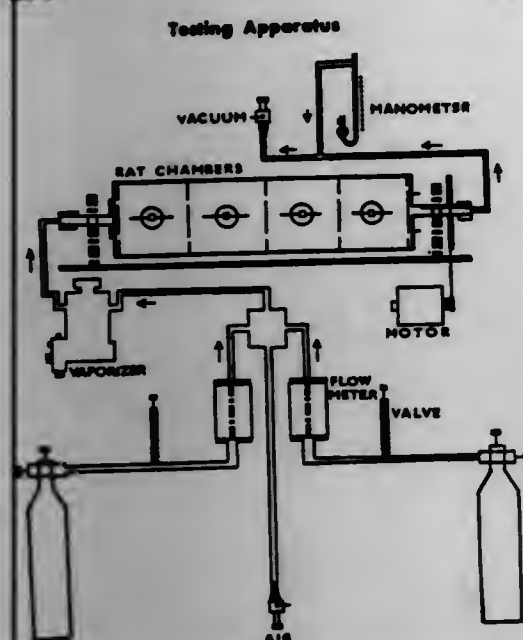 Testing Apparatus
MANOMETER
VACUUM
RAT CHAMBERS
MOTOR
VAPORIZER
FLOW
METER
VALVE
AIR